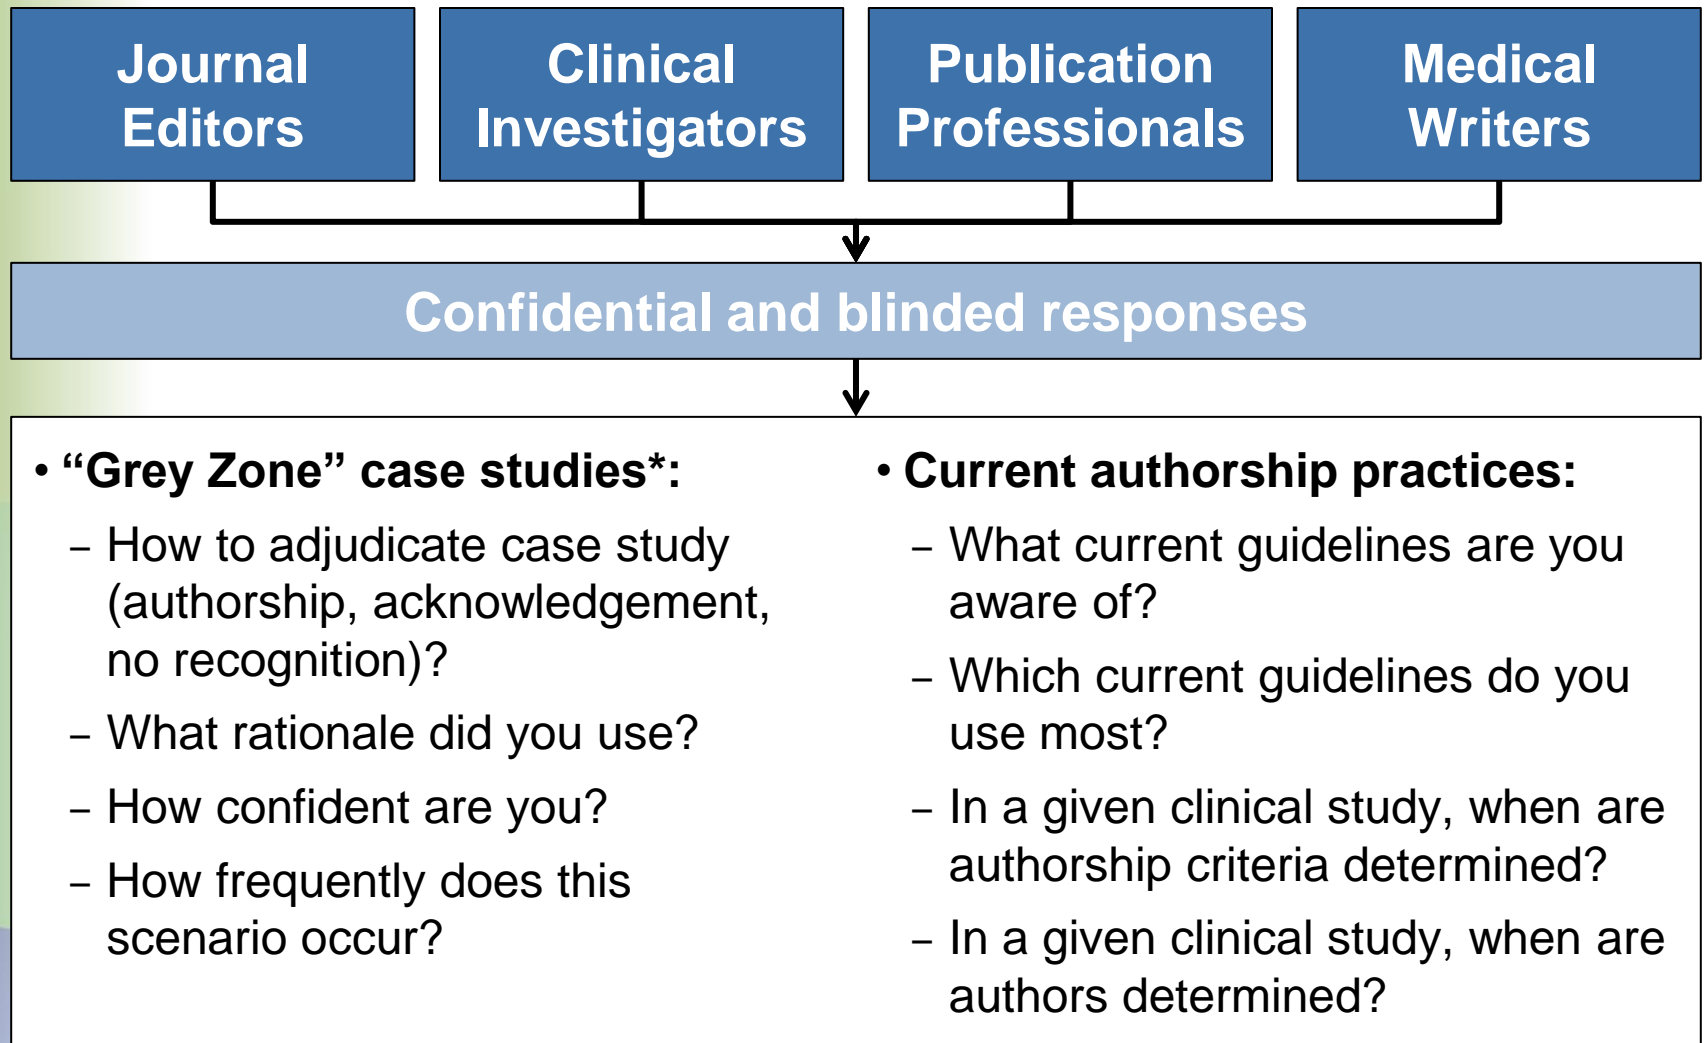 Journal
Editors
Clinical
Investigators
Publication
Professionals
Medical
Writers
Confidential and blinded responses
• “Grey Zone” case studies*:
– How to adjudicate case study
(authorship, acknowledgement,
no recognition)?
– What rationale did you use?
– How confident are you?
– How frequently does this
scenario occur?
• Current authorship practices:
– What current guidelines are you
aware of?
– Which current guidelines do you
use most?
– In a given clinical study, when are
authorship criteria determined?
– In a given clinical study, when are
authors determined?